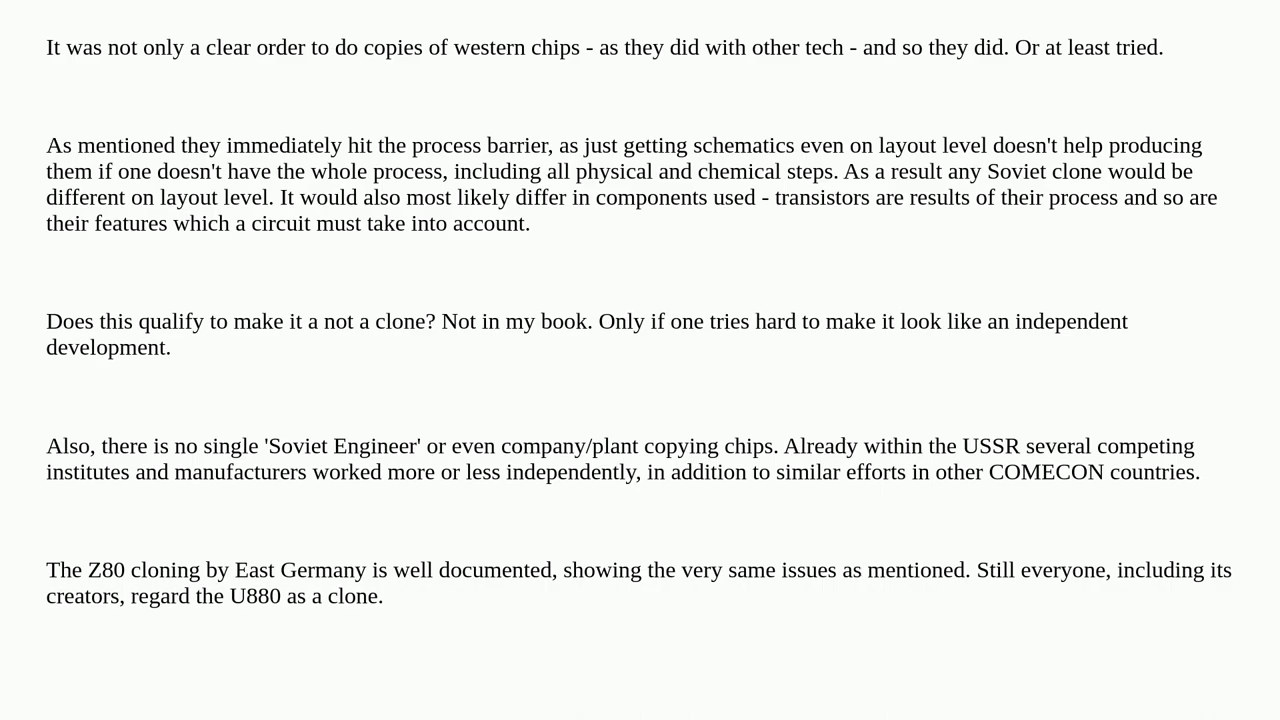 It was not only a clear order to do copies of western chips - as they did with other tech - and so they did. Or at least tried.
As mentioned they immediately hit the process barrier, as just getting schematics even on layout level doesn't help producing
them if one doesn't have the whole process, including all physical and chemical steps. As a result any Soviet clone would be
different on layout level. It would also most likely differ in components used - transistors are results of their process and so are
their features which a circuit must take into account.
Does this qualify to make it a not a clone? Not in my book. Only if one tries hard to make it look like an independent
development.
Also, there is no single 'Soviet Engineer' or even company/plant copying chips. Already within the USSR several competing
institutes and manufacturers worked more or less independently, in addition to similar efforts in other COMECON countries.
The Z80 cloning by East Germany is well documented, showing the very same issues as mentioned. Still everyone, including its
creators, regard the U880 as a clone.